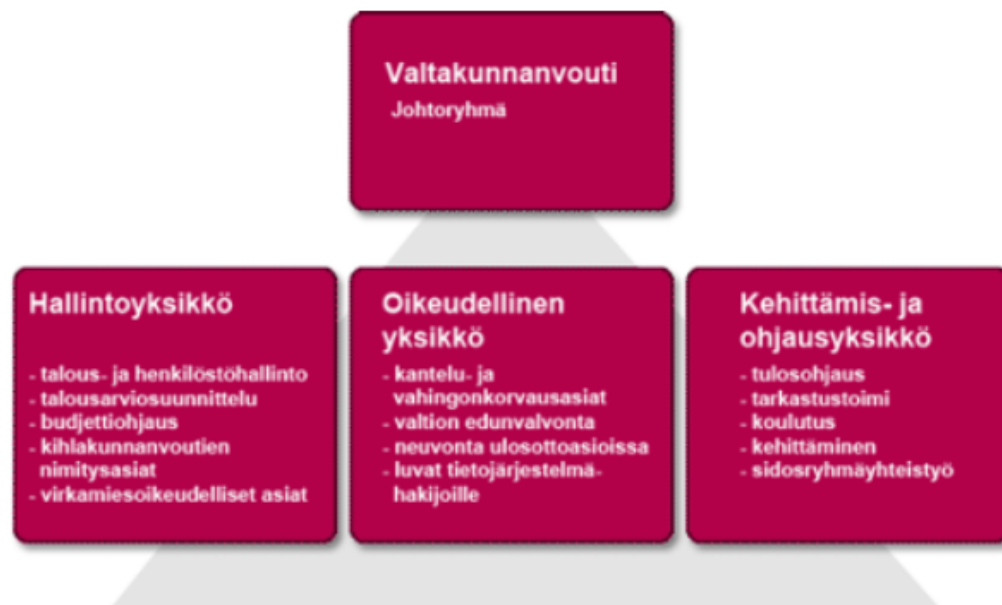 Valtakunnanvouti
Johtoryhmä
Hallintoyksikkö
- talous- ja henkilöstöhallinto
- talousarviosuunnittelu
- budjettiohjaus
- kihlakunnanvoutien
nimitysasiat
- virkamiesoikeudelliset asiat
Oikeudellinen
yksikkö
- kantelu- ja
vahingonkorvausasiat
- valtion edunvalvonta
- neuvonta ulosottoasioissa
- luvat tietojärjestelmä-
hakijoille
Kehittämis- ja
ohjausyksikkö
- tulosohjaus
- tarkastustoimi
- koulutus
- kehittäminen
- sidosryhmäyhteistyö